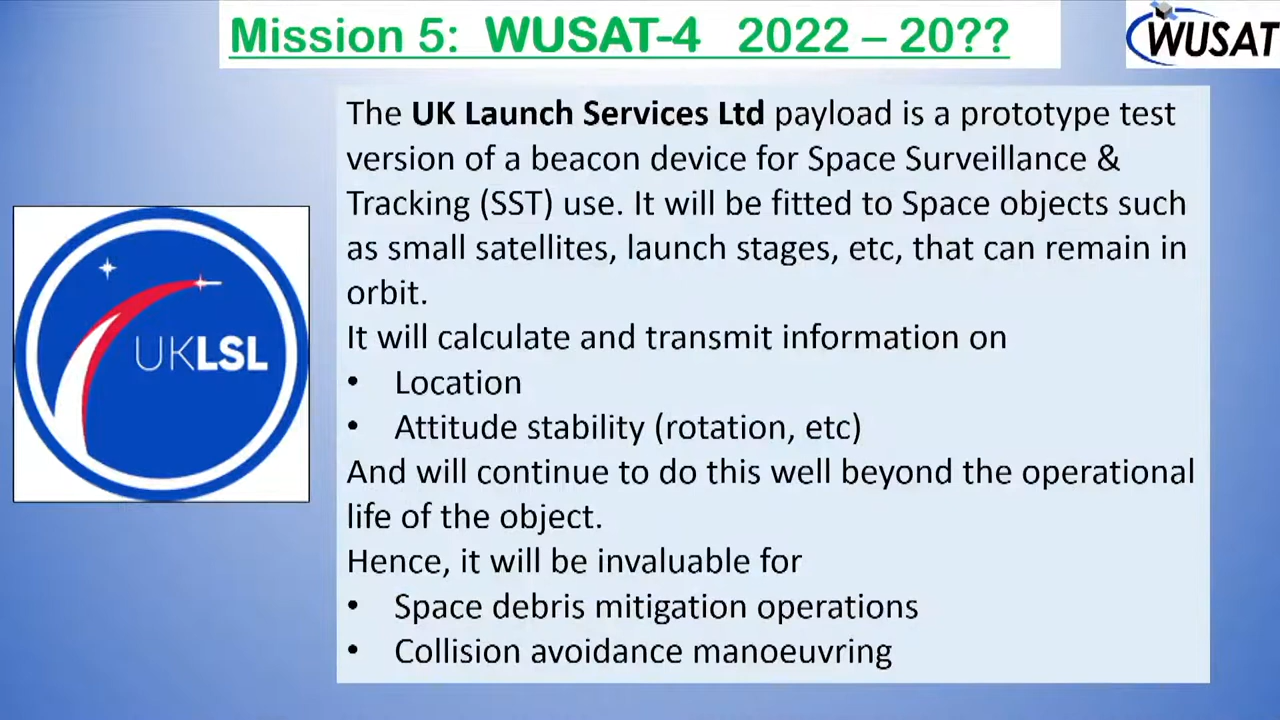 Mission 5: WUSAT-4 2022 – 20??
WUSAT
The UK Launch Services Ltd payload is a prototype test
version of a beacon device for Space Surveillance &
Tracking (SST) use. It will be fitted to Space objects such
as small satellites, launch stages, etc, that can remain in
orbit.
UKLSL
It will calculate and transmit information on
• Location
• Attitude stability (rotation, etc)
And will continue to do this well beyond the operational
life of the object.
Hence, it will be invaluable for
• Space debris mitigation operations
• Collision avoidance manoeuvring